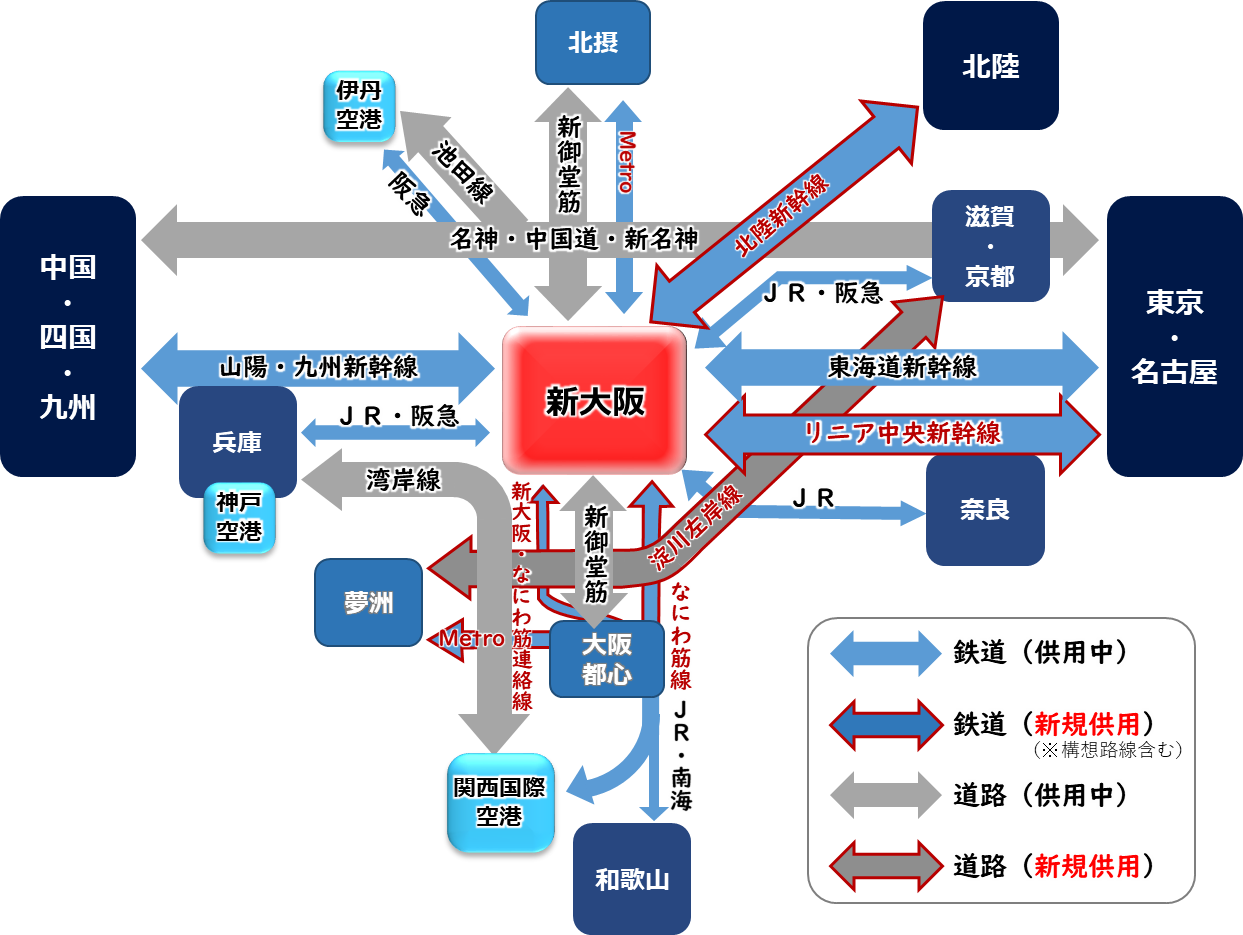 北摂
北陸
伊丹
空港
新御堂筋
Metro
池田線
阪急
北陸新幹線
名神・中国道・新名神
滋賀
・
京都
中国
・
四国
・
九州
東京
・
名古屋
ＪＲ・阪急
山陽・九州新幹線
新大阪
東海道新幹線
ＪＲ・阪急
リニア中央新幹線
兵庫
湾岸線
神戸
空港
新大阪・なにわ筋連絡線
新御堂筋
淀川左岸線
ＪＲ
奈良
夢洲
Metro
大阪
都心
なにわ筋線
ＪＲ・南海
関西国際
空港
和歌山
鉄道（供用中）
鉄道（新規供用）
（※構想路線含む）
道路（供用中）
道路（新規供用）